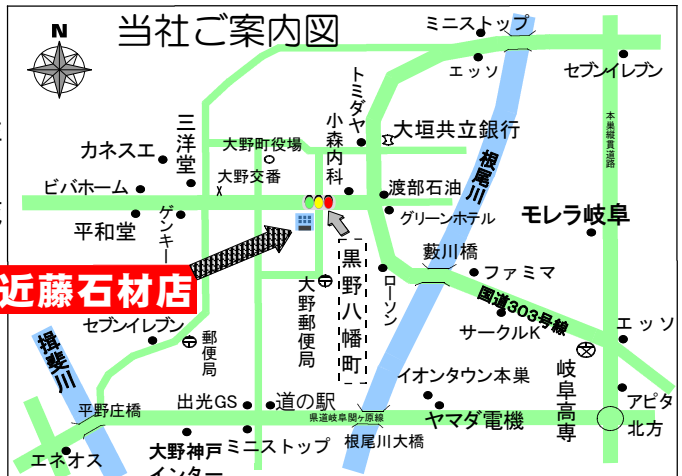 当社ご案内図
N
ミニストップ
エッソ
セブンイレブン
トミダヤ
小森内科
大垣共立銀行
本巣縦貫道路
三洋堂
カネスエ
大野町役場
大野交番
根尾川
ビバホーム
渡部石油
グリーンホテル
モレラ岐阜
平和堂
ゲンキー
藪川橋
ファミマ
黒野八幡町
近藤石材店
大野郵便局
ローソン
国道303号線
サークルK
エッソ
セブンイレブン
郵便局
揖斐川
岐阜高専
イオンタウン本巣
アピタ
北方
平野庄橋
出光GS
道の駅
県道岐阜関ヶ原線
ヤマダ電機
エネオス
大野神戸
インター
ミニストップ
根尾川大橋